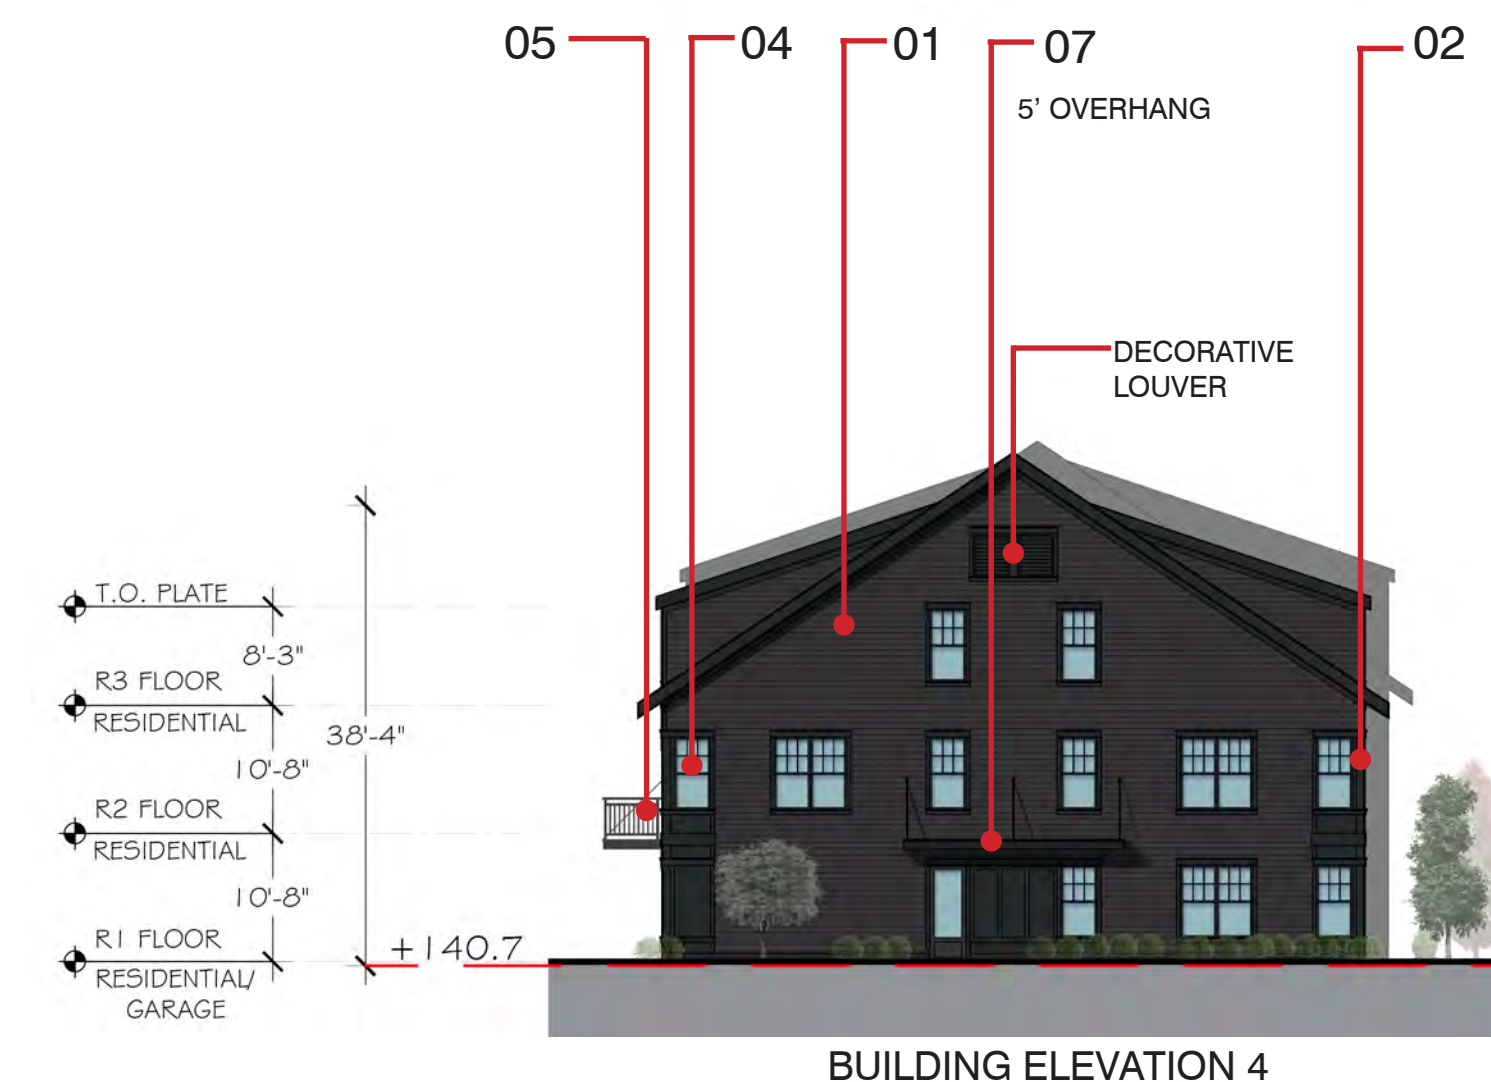 05
04
01
07
02
5’ OVERHANG
DECORATIVE
LOUVER
T.O. PLATE
8'-3"
R3 FLOOR
RESIDENTIAL
38'-4"
10'-8"
R2 FLOOR
RESIDENTIAL
10'-8"
R1 FLOOR
+140.7
RESIDENTIAL/
GARAGE
BUILDING ELEVATION 4